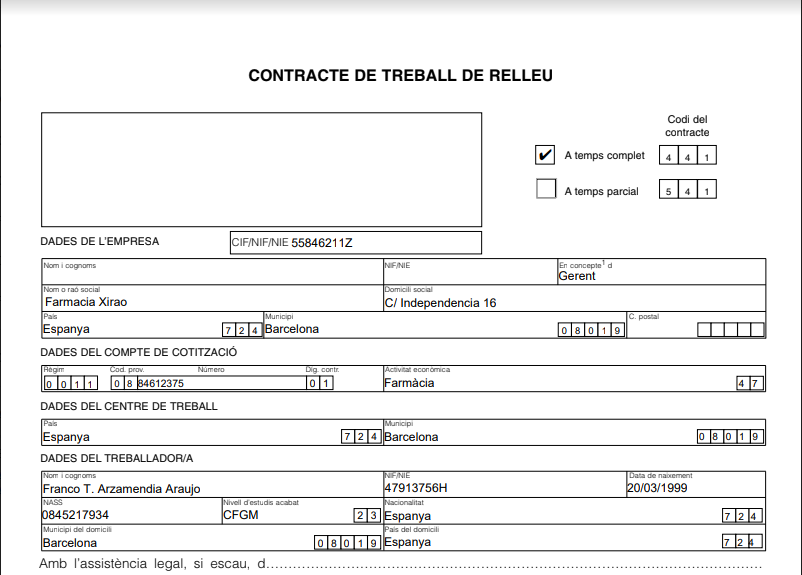 CONTRACTE DE TREBALL DE RELLEU
Codi del
contracte
✔ A temps complet 4 4 1
A temps parcial 5 4 1
DADES DE L'EMPRESA CIF/NIF/NIE 55846211Z
Nom i cognoms NIF/NIE En concepte1 d
Gerent
Nom o raó social Domicili social
Farmacia Xirao C/ Independencia 16
País Municipi C. postal
Espanya 7 2 4 Barcelona 0 8 0 1 9
DADES DEL COMPTE DE COTITZACIÓ
Règim Cod. prov. Número Díg. contr. Activitat econòmica
0 0 1 1 0 8 84612375 0 1 Farmàcia 4 7
DADES DEL CENTRE DE TREBALL
País Municipi
Espanya 7 2 4 Barcelona 0 8 0 1 9
DADES DEL TREBALLADOR/A
Nom i cognoms NIF/NIE Data de naixement
Franco T. Arzamendia Araujo 47913756H 20/03/1999
NASS Nivell d'estudis acabat Nacionalitat
0845217934 CFGM 2 3 Espanya 7 2 4
Municipi del domicili País del domicili
Barcelona 0 8 0 1 9 Espanya 7 2 4
Amb l'assistència legal, si escau, d